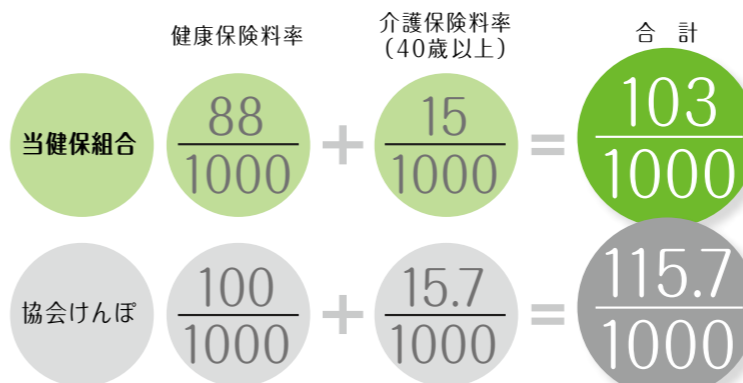 健康保険料率
介護保険料率
(40歳以上)
合 計
当健保組合
88
1000
+
15
1000
=
103
1000
協会けんぽ
100
1000
+
15.7
1000
=
115.7
1000